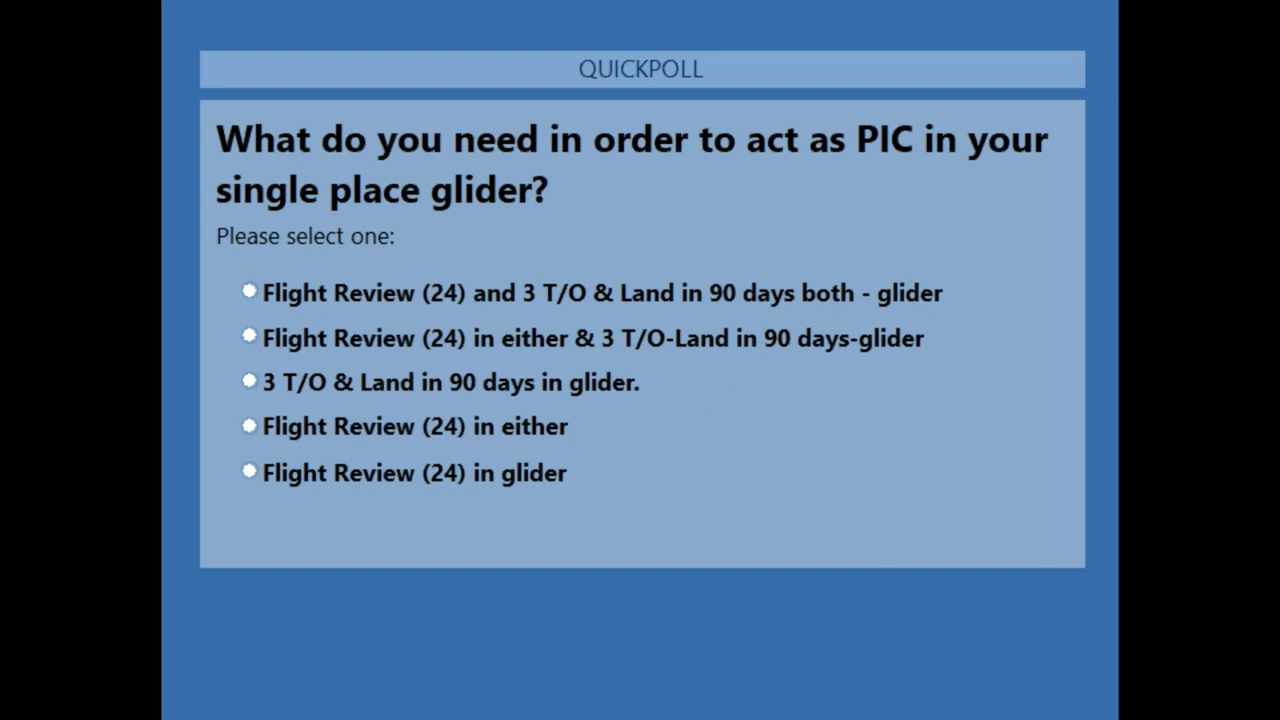 QUICKPOLL
What do you need in order to act as PIC in your
single place glider?
Please select one:
Flight Review (24) and 3 T/O & Land in 90 days both - glider
Flight Review (24) in either & 3 T/O-Land in 90 days-glider
3 T/O & Land in 90 days in glider.
Flight Review (24) in either
Flight Review (24) in glider